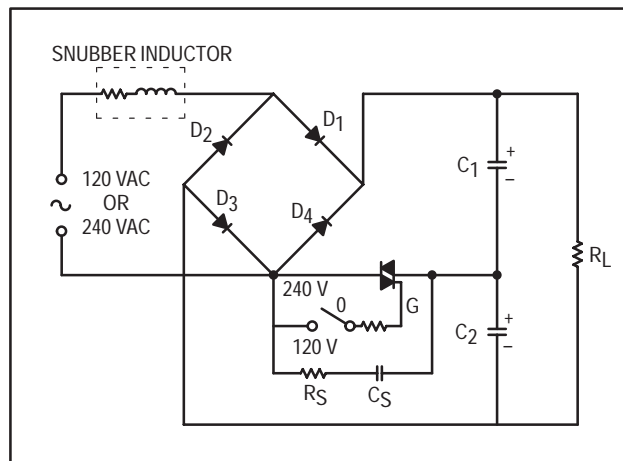 SNUBBER INDUCTOR
D2
D1
120 VAC
OR
240 VAC
D3
D4
C1
+
–
RL
240 V
0
G
120 V
C2
+
–
RS
CS